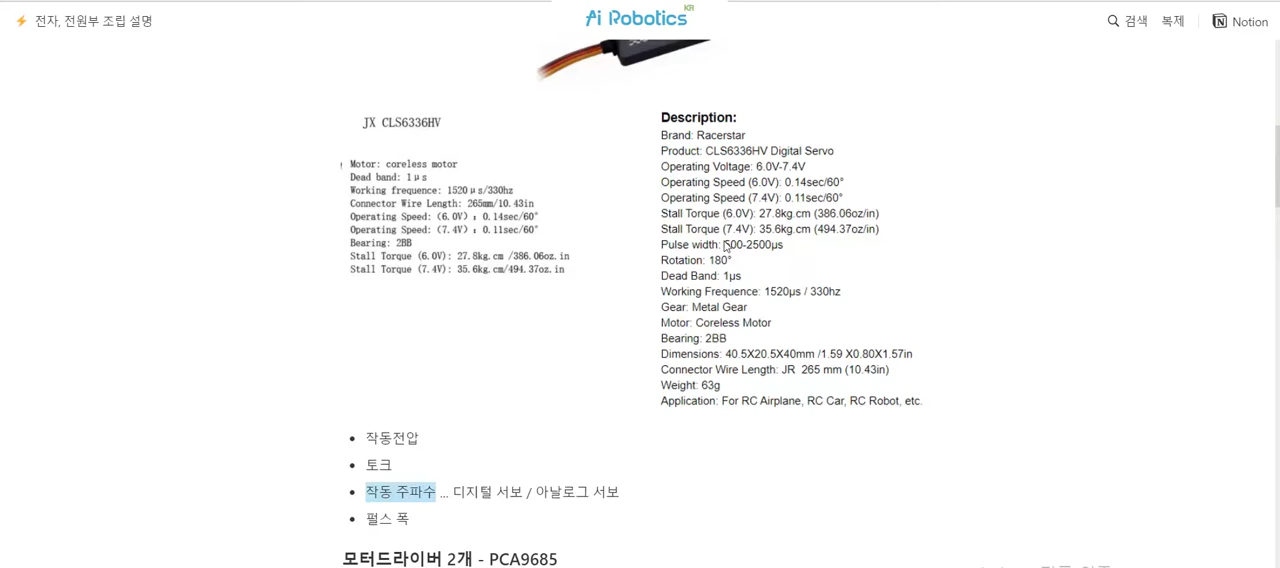 ⚡ 전자, 전원부 조립 설명
Ai Robotics KR
검색 복제 Notion
JX CLS6336HV
Motor: coreless motor
Dead band: 1μs
Working frequence: 1520μs/330hz
Connector Wire Length: 265mm/10.43in
Operating Speed: (6.0V): 0.14sec/60°
Operating Speed: (7.4V): 0.11sec/60°
Bearing: 2BB
Stall Torque (6.0V): 27.8kg.cm /386.06oz.in
Stall Torque (7.4V): 35.6kg.cm/494.37oz.in
Description:
Brand: Racerstar
Product: CLS6336HV Digital Servo
Operating Voltage: 6.0V-7.4V
Operating Speed (6.0V): 0.14sec/60°
Operating Speed (7.4V): 0.11sec/60°
Stall Torque (6.0V): 27.8kg.cm (386.06oz/in)
Stall Torque (7.4V): 35.6kg.cm (494.37oz/in)
Pulse width: 500-2500μs
Rotation: 180°
Dead Band: 1μs
Working Frequence: 1520μs / 330hz
Gear: Metal Gear
Motor: Coreless Motor
Bearing: 2BB
Dimensions: 40.5X20.5X40mm /1.59 X0.80X1.57in
Connector Wire Length: JR 265 mm (10.43in)
Weight: 63g
Application: For RC Airplane, RC Car, RC Robot, etc.
• 작동전압
• 토크
• 작동 주파수 ... 디지털 서보 / 아날로그 서보
• 펄스 폭
모터드라이버 2개 - PCA9685